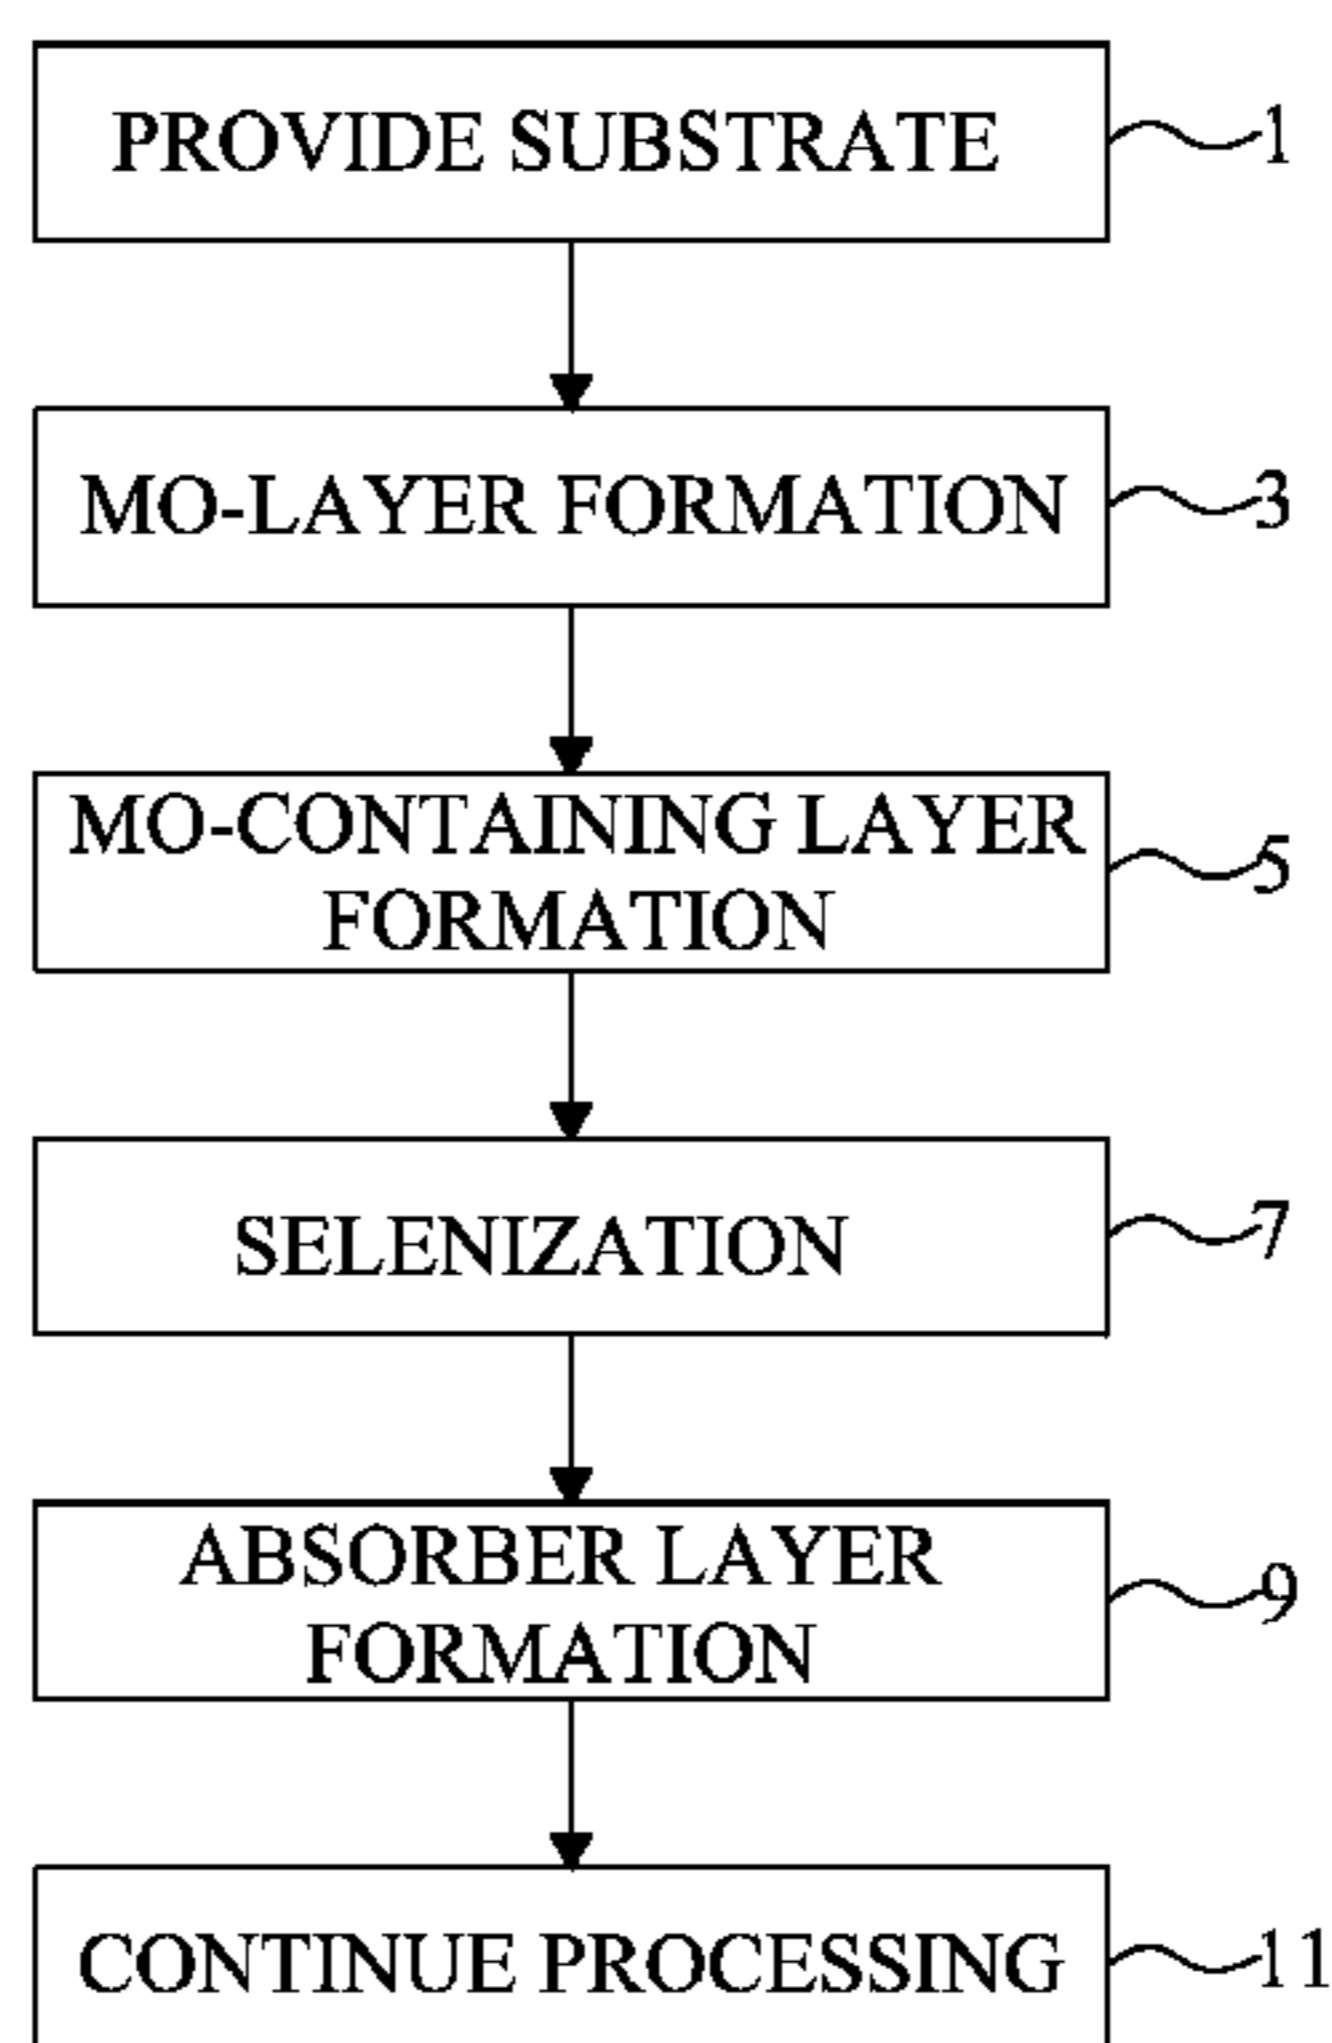 PROVIDE SUBSTRATE
1
MO-LAYER FORMATION
3
MO-CONTAINING LAYER
FORMATION
5
SELENIZATION
7
ABSORBER LAYER
FORMATION
9
CONTINUE PROCESSING
11